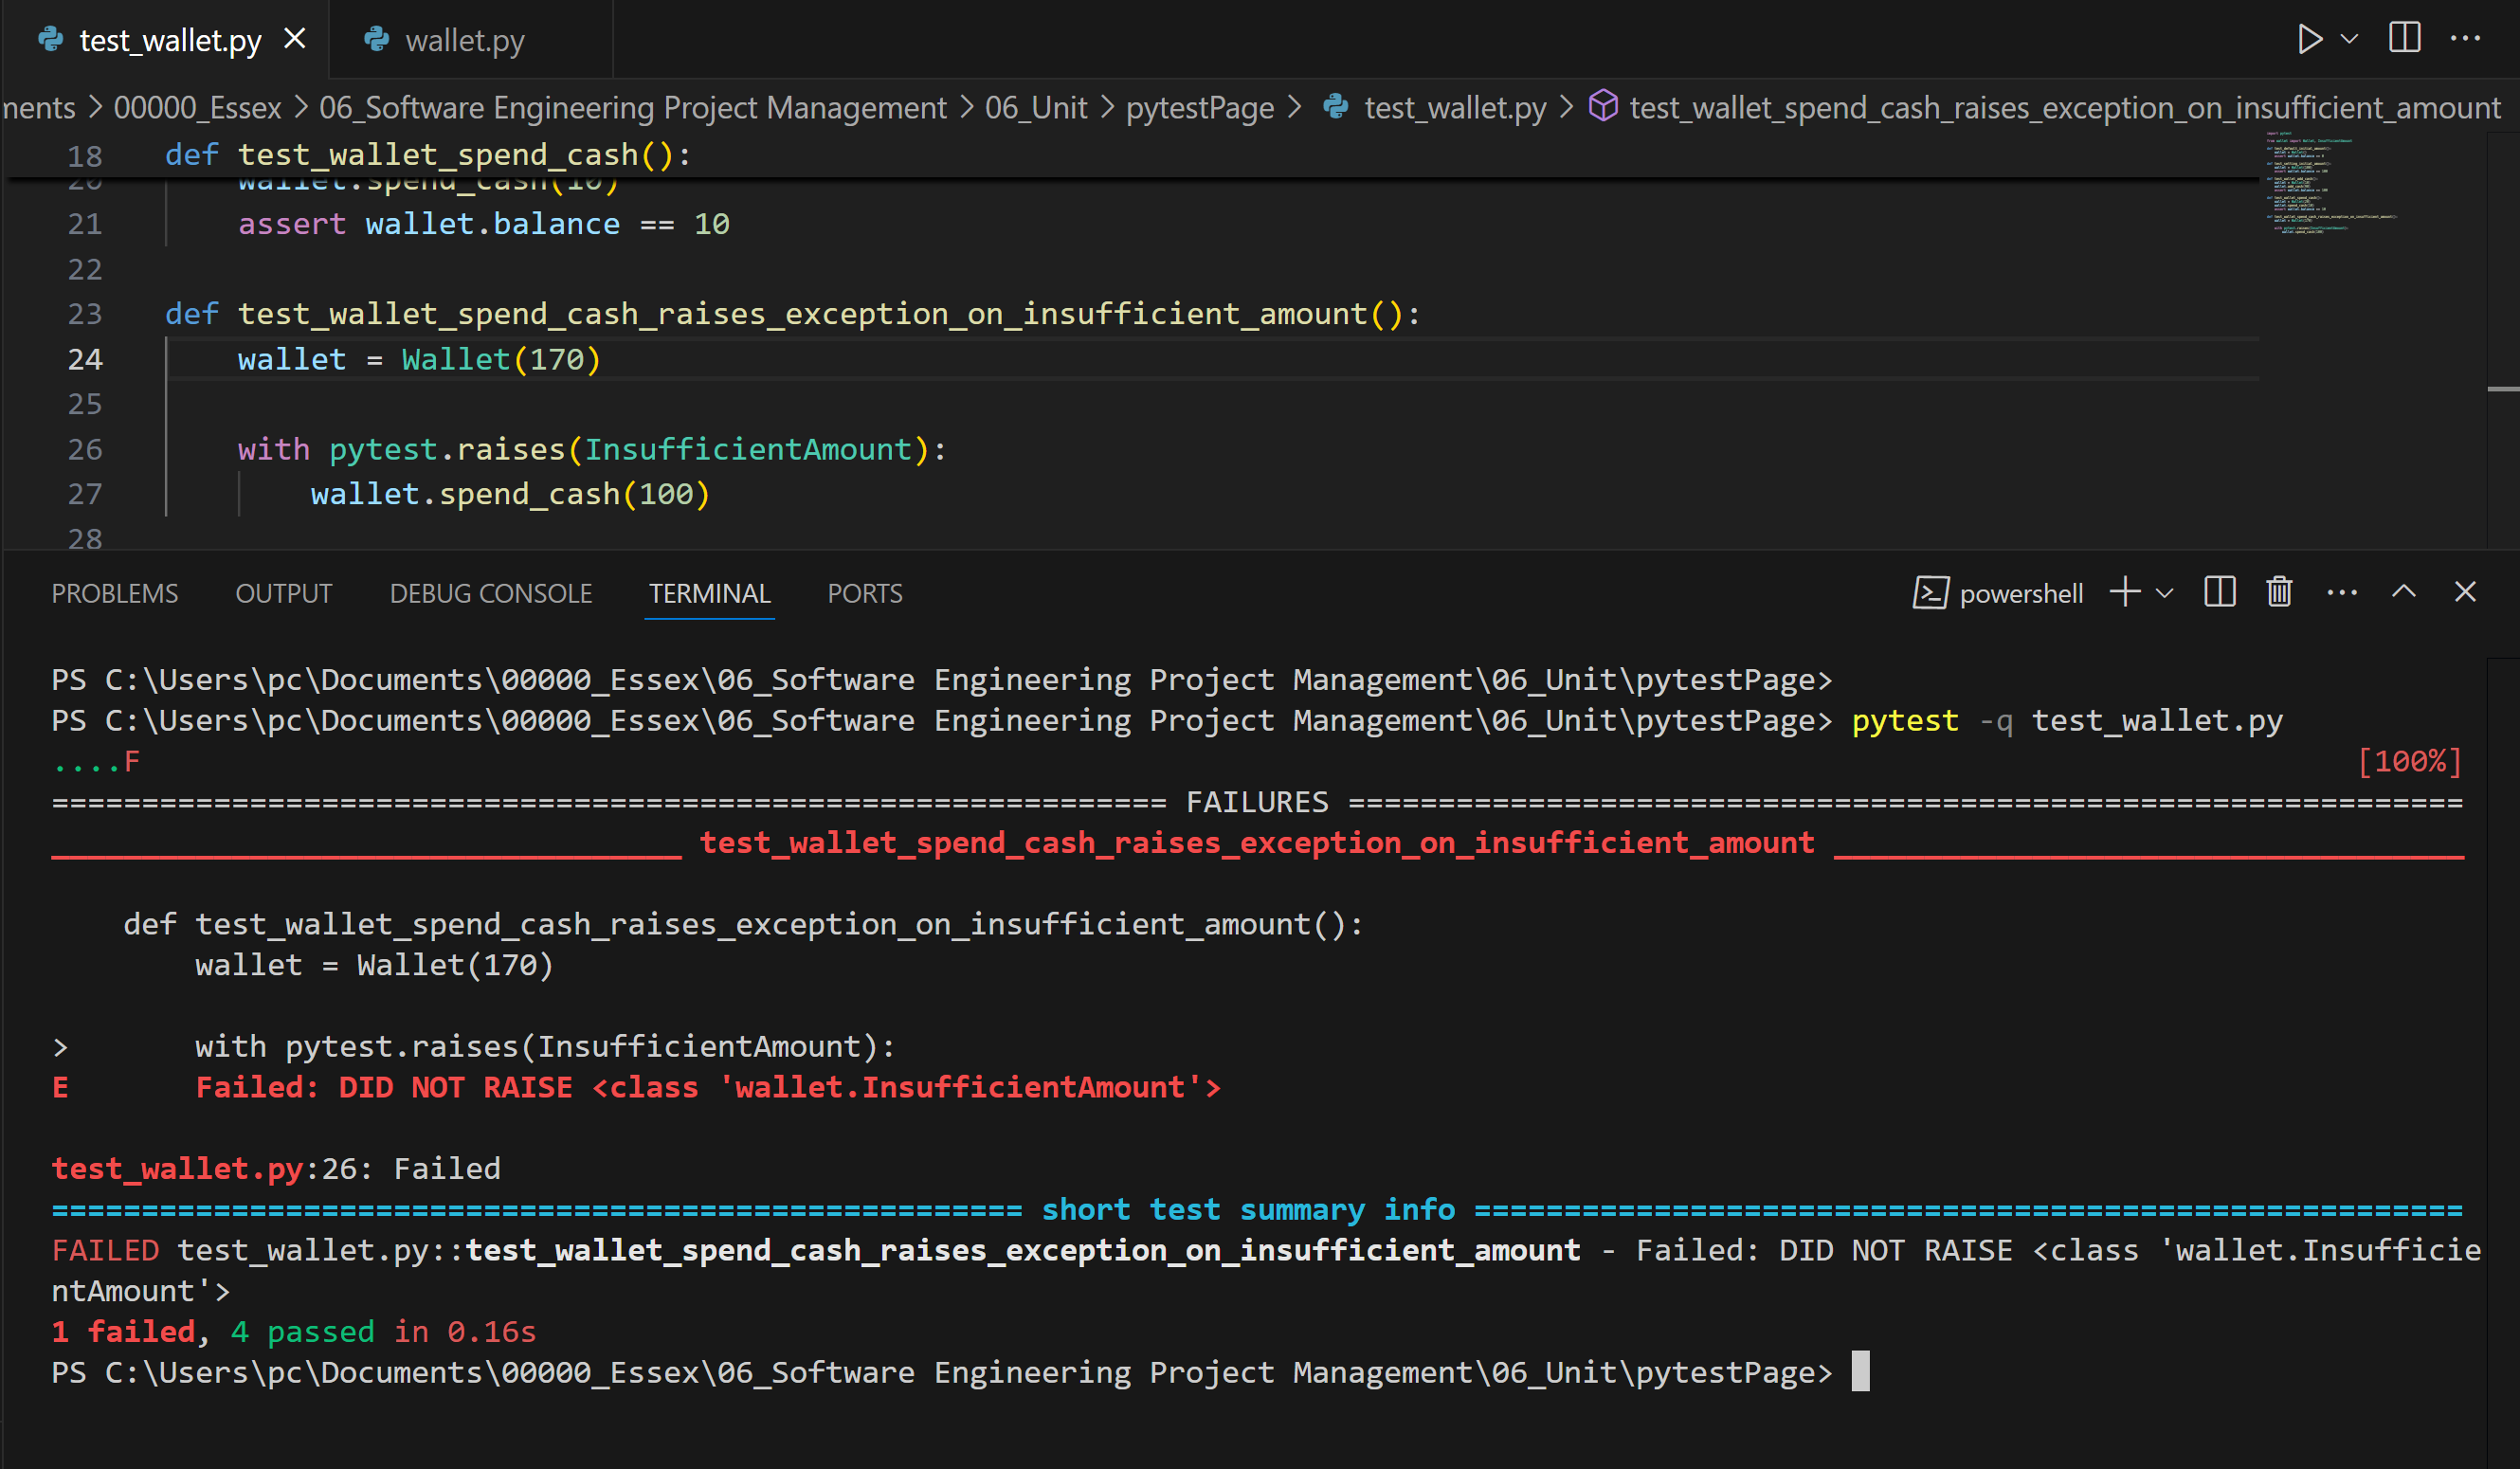 test_wallet.py
wallet.py
ments > 00000_Essex > 06_Software Engineering Project Management > 06_Unit > pytestPage > test_wallet.py > test_wallet_spend_cash_raises_exception_on_insufficient_amount
18 def test_wallet_spend_cash():
20 wallet.spend_cash(10)
21 assert wallet.balance == 10
22
23 def test_wallet_spend_cash_raises_exception_on_insufficient_amount():
24 wallet = Wallet(170)
25
26 with pytest.raises(InsufficientAmount):
27 wallet.spend_cash(100)
28
PROBLEMS OUTPUT DEBUG CONSOLE TERMINAL PORTS powershell
PS C:\Users\pc\Documents\00000_Essex\06_Software Engineering Project Management\06_Unit\pytestPage>
PS C:\Users\pc\Documents\00000_Essex\06_Software Engineering Project Management\06_Unit\pytestPage> pytest -q test_wallet.py
....F [100%]
============================================================== FAILURES ==============================================================
___________________________________ test_wallet_spend_cash_raises_exception_on_insufficient_amount ___________________________________
def test_wallet_spend_cash_raises_exception_on_insufficient_amount():
wallet = Wallet(170)
> with pytest.raises(InsufficientAmount):
E Failed: DID NOT RAISE <class 'wallet.InsufficientAmount'>
test_wallet.py:26: Failed
====================================================== short test summary info =======================================================
FAILED test_wallet.py::test_wallet_spend_cash_raises_exception_on_insufficient_amount - Failed: DID NOT RAISE <class 'wallet.Insufficie
ntAmount'>
1 failed, 4 passed in 0.16s
PS C:\Users\pc\Documents\00000_Essex\06_Software Engineering Project Management\06_Unit\pytestPage>